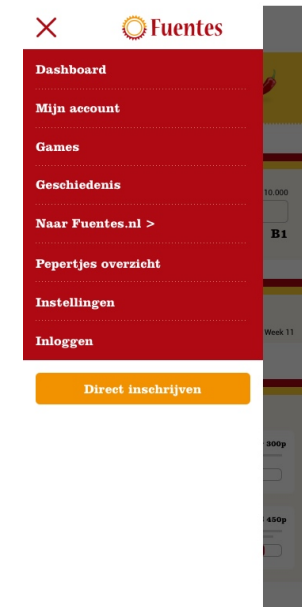 Fuentes
Dashboard
Mijn account
Games
Geschiedenis
10.000
Naar Fuentes.nl >
B1
Pepertjes overzicht
Instellingen
Week 11
Inloggen
Direct inschrijven
300p
450p